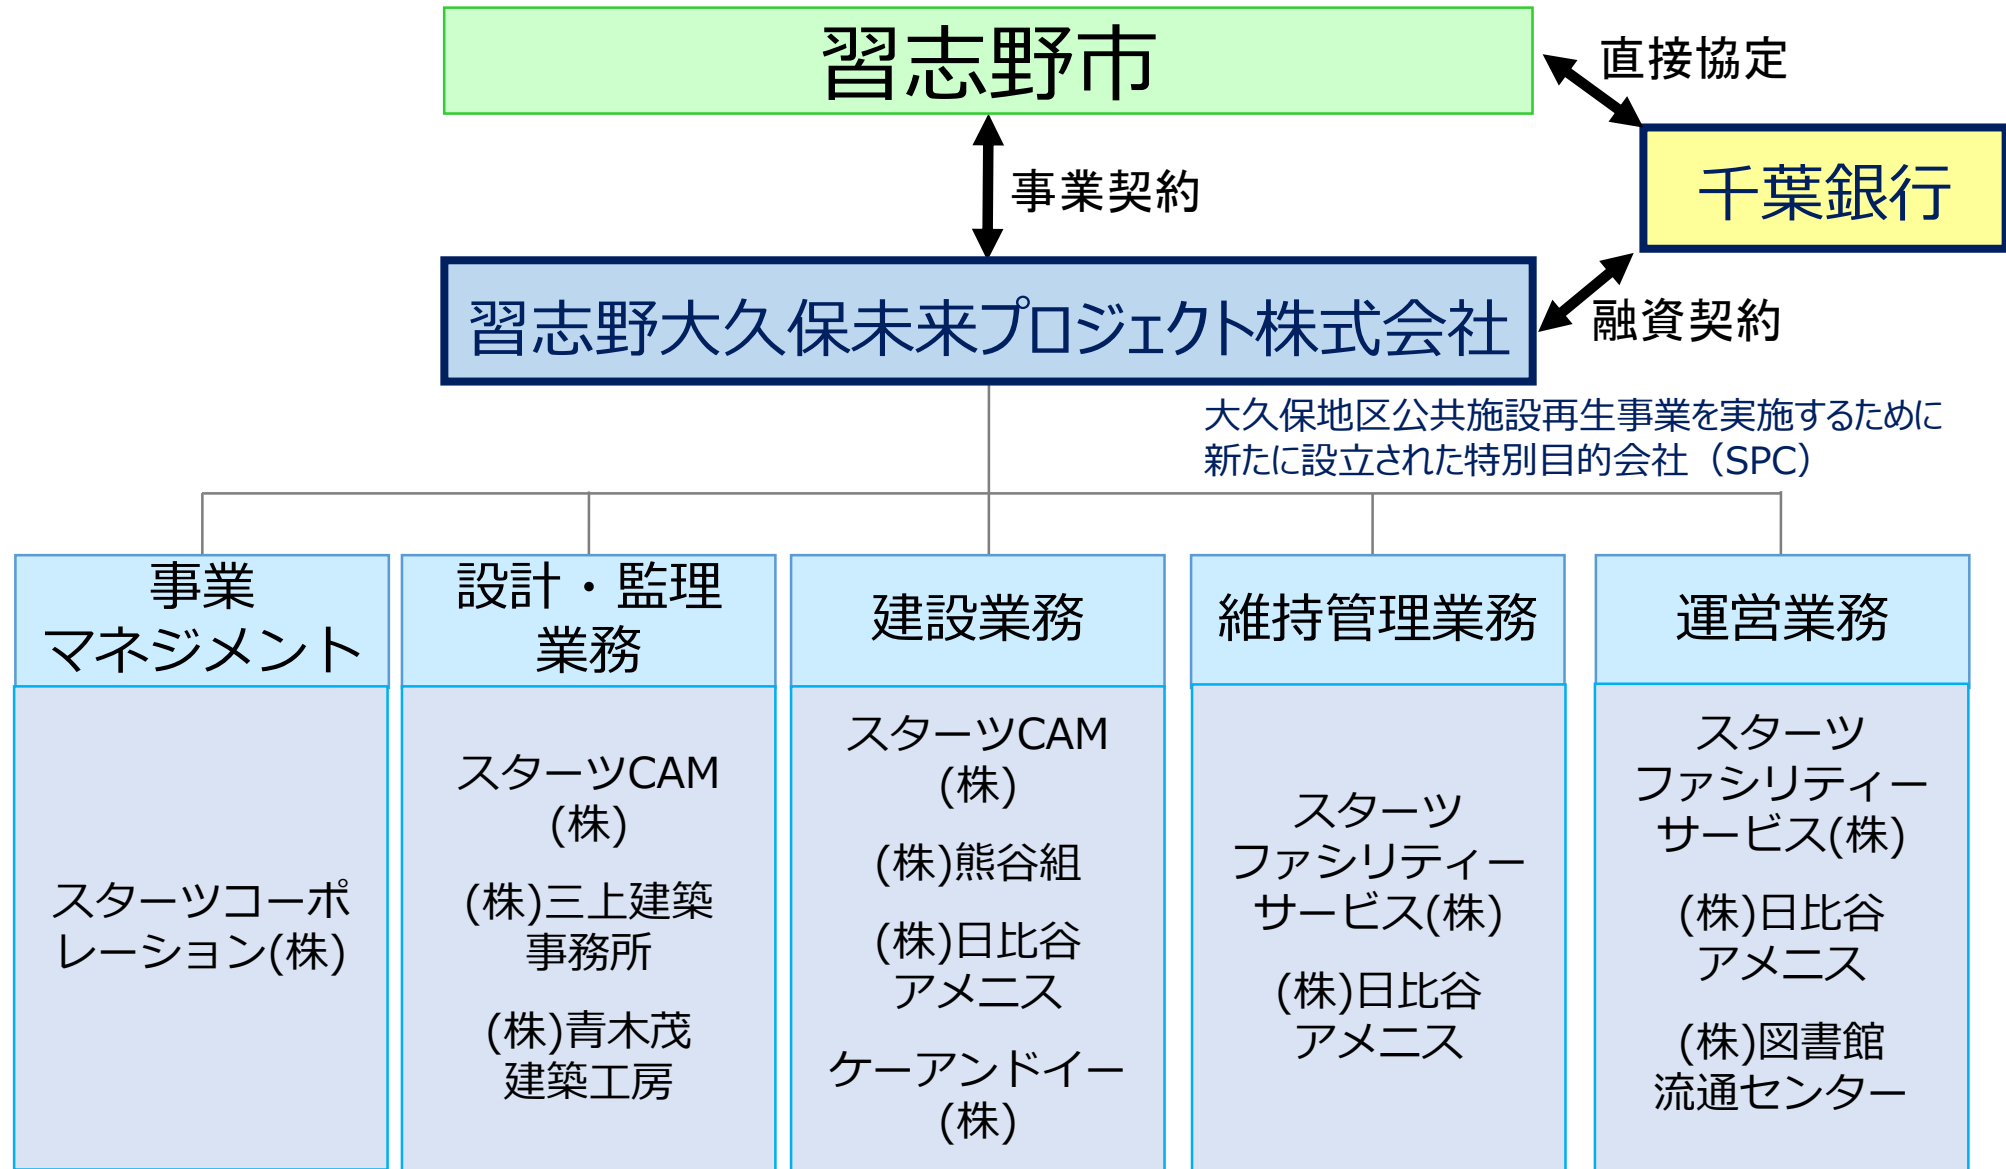 習志野市
直接協定
千葉銀行
事業契約
習志野大久保未来プロジェクト株式会社
融資契約
大久保地区公共施設再生事業を実施するために
新たに設立された特別目的会社（SPC）
事業
マネジメント
スターツコーポ
レーション(株)
設計・監理
業務
スターツCAM
(株)
(株)三上建築
事務所
(株)青木茂
建築工房
建設業務
スターツCAM
(株)
(株)熊谷組
(株)日比谷
アメニス
ケーアンドイー
(株)
維持管理業務
スターツ
ファシリティー
サービス(株)
(株)日比谷
アメニス
運営業務
スターツ
ファシリティー
サービス(株)
(株)日比谷
アメニス
(株)図書館
流通センター